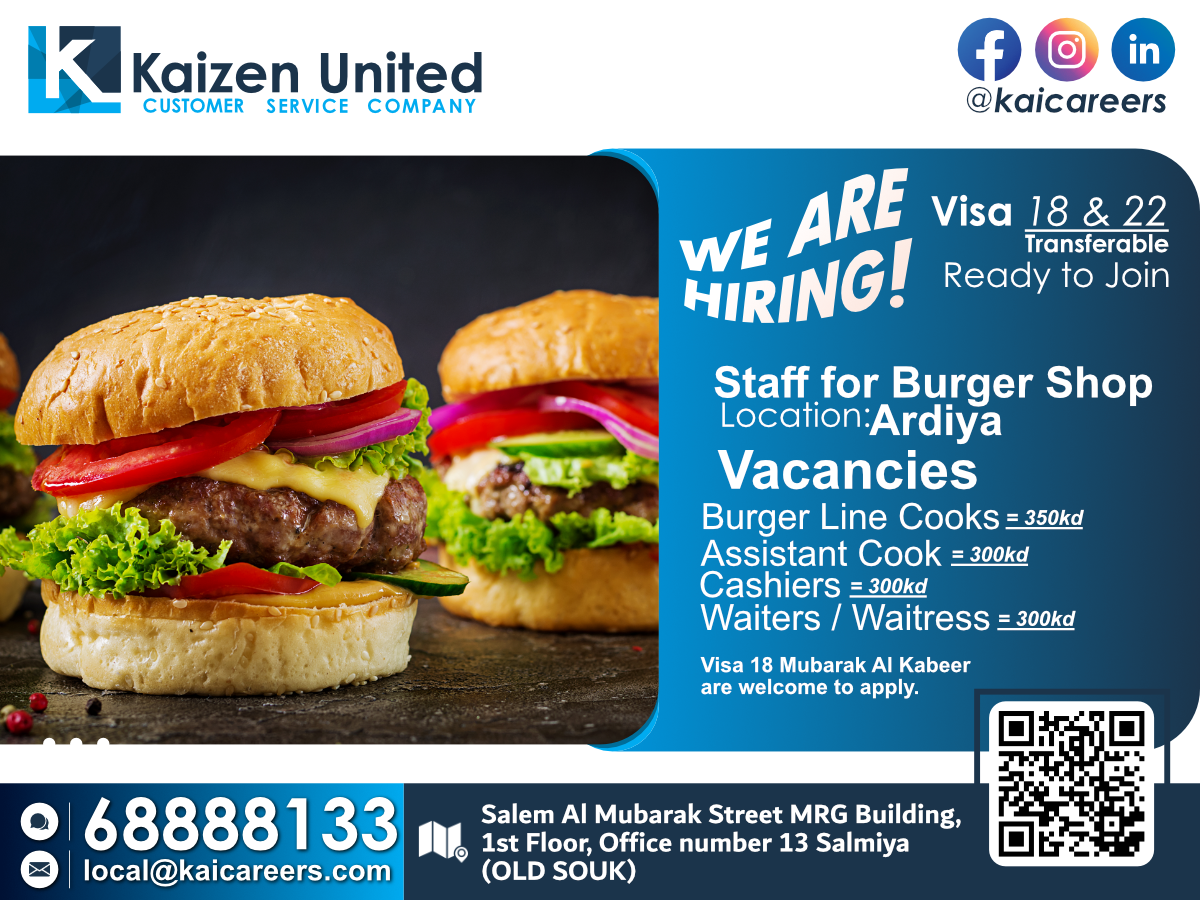 Kaizen United
CUSTOMER SERVICE COMPANY
@kaicareers
WE ARE
HIRING!
Visa 18 & 22
Transferable
Ready to Join
Staff for Burger Shop
Location:Ardiya
Vacancies
Burger Line Cooks = 350kd
Assistant Cook = 300kd
Cashiers = 300kd
Waiters / Waitress = 300kd
Visa 18 Mubarak Al Kabeer
are welcome to apply.
68888133
local@kaicareers.com
Salem Al Mubarak Street MRG Building,
1st Floor, Office number 13 Salmiya
(OLD SOUK)